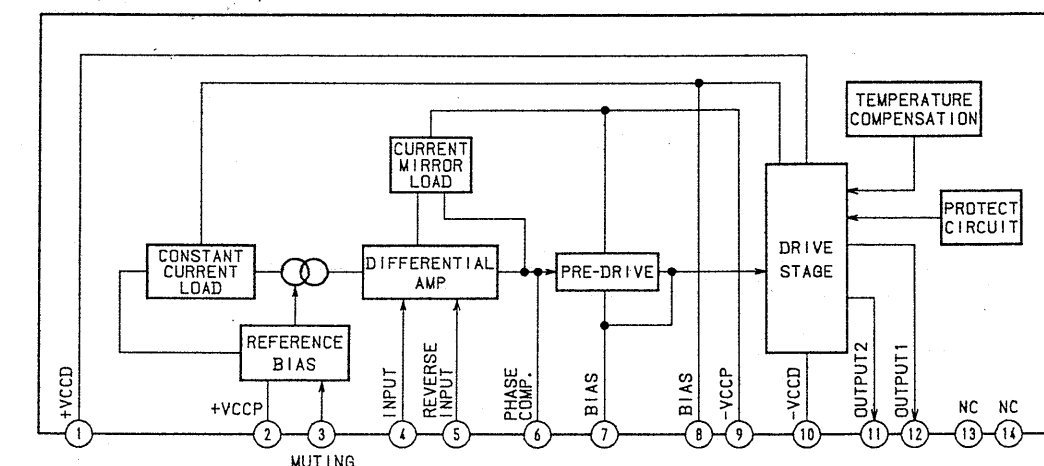 TEMPERATURE
COMPENSATION
CURRENT
MIRROR
LOAD
PROTECT
CIRCUIT
CONSTANT
CURRENT
LOAD
DIFFERENTIAL
AMP
PRE-DRIVE
DRIVE
STAGE
REFERENCE
BIAS
+VCCD
+VCCP
INPUT
REVERSE
INPUT
PHASE
COMP.
BIAS
BIAS
-VCCP
-VCCD
OUTPUT2
OUTPUT1
NC
NC
1
2
3
4
5
6
7
8
9
10
11
12
13
14
MUTING